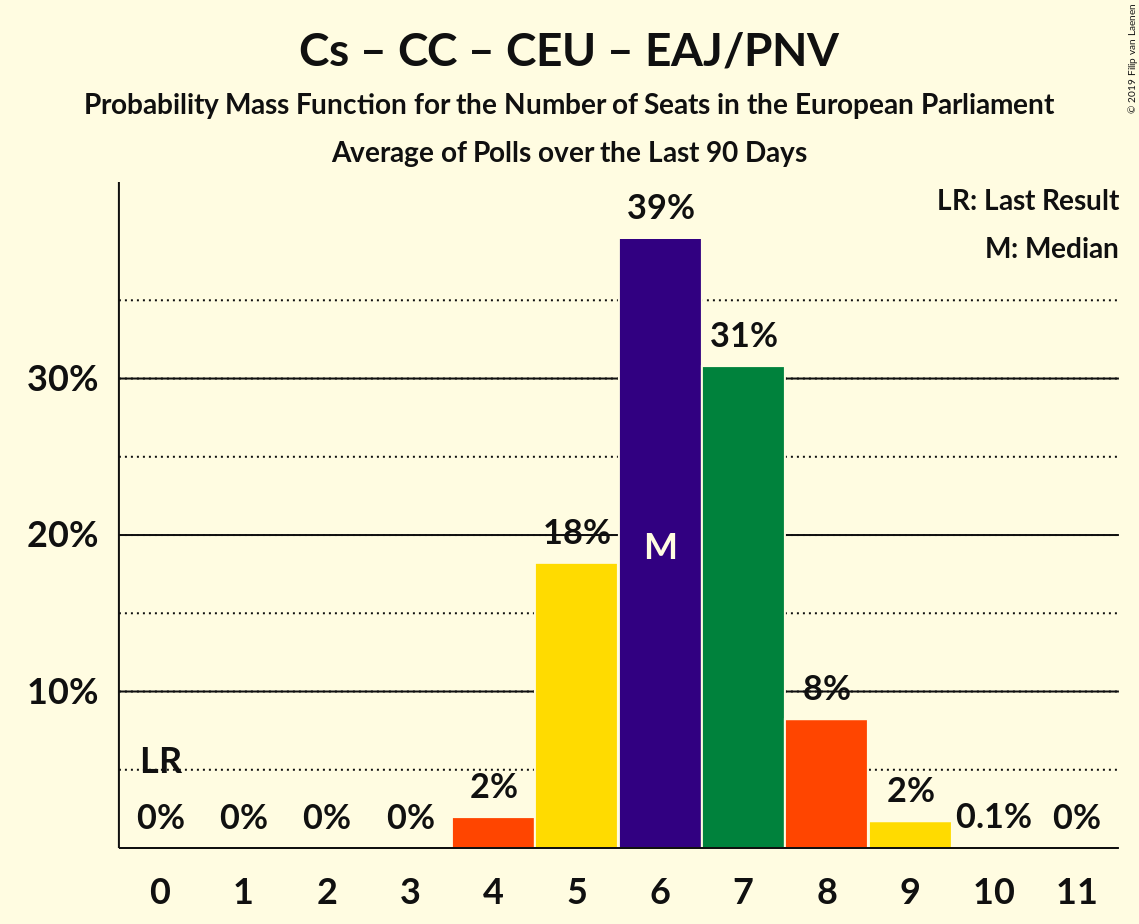 Cs – CC – CEU – EAJ/PNV
Probability Mass Function for the Number of Seats in the European Parliament
Average of Polls over the Last 90 Days
© 2019 Filip van Laenen
LR: Last Result
M: Median
39%
31%
30%
18%
20%
M
10%
8%
LR
2%
2%
0% 0% 0% 0% 0.1% 0%
0 1 2 3 4 5 6 7 8 9 10 11